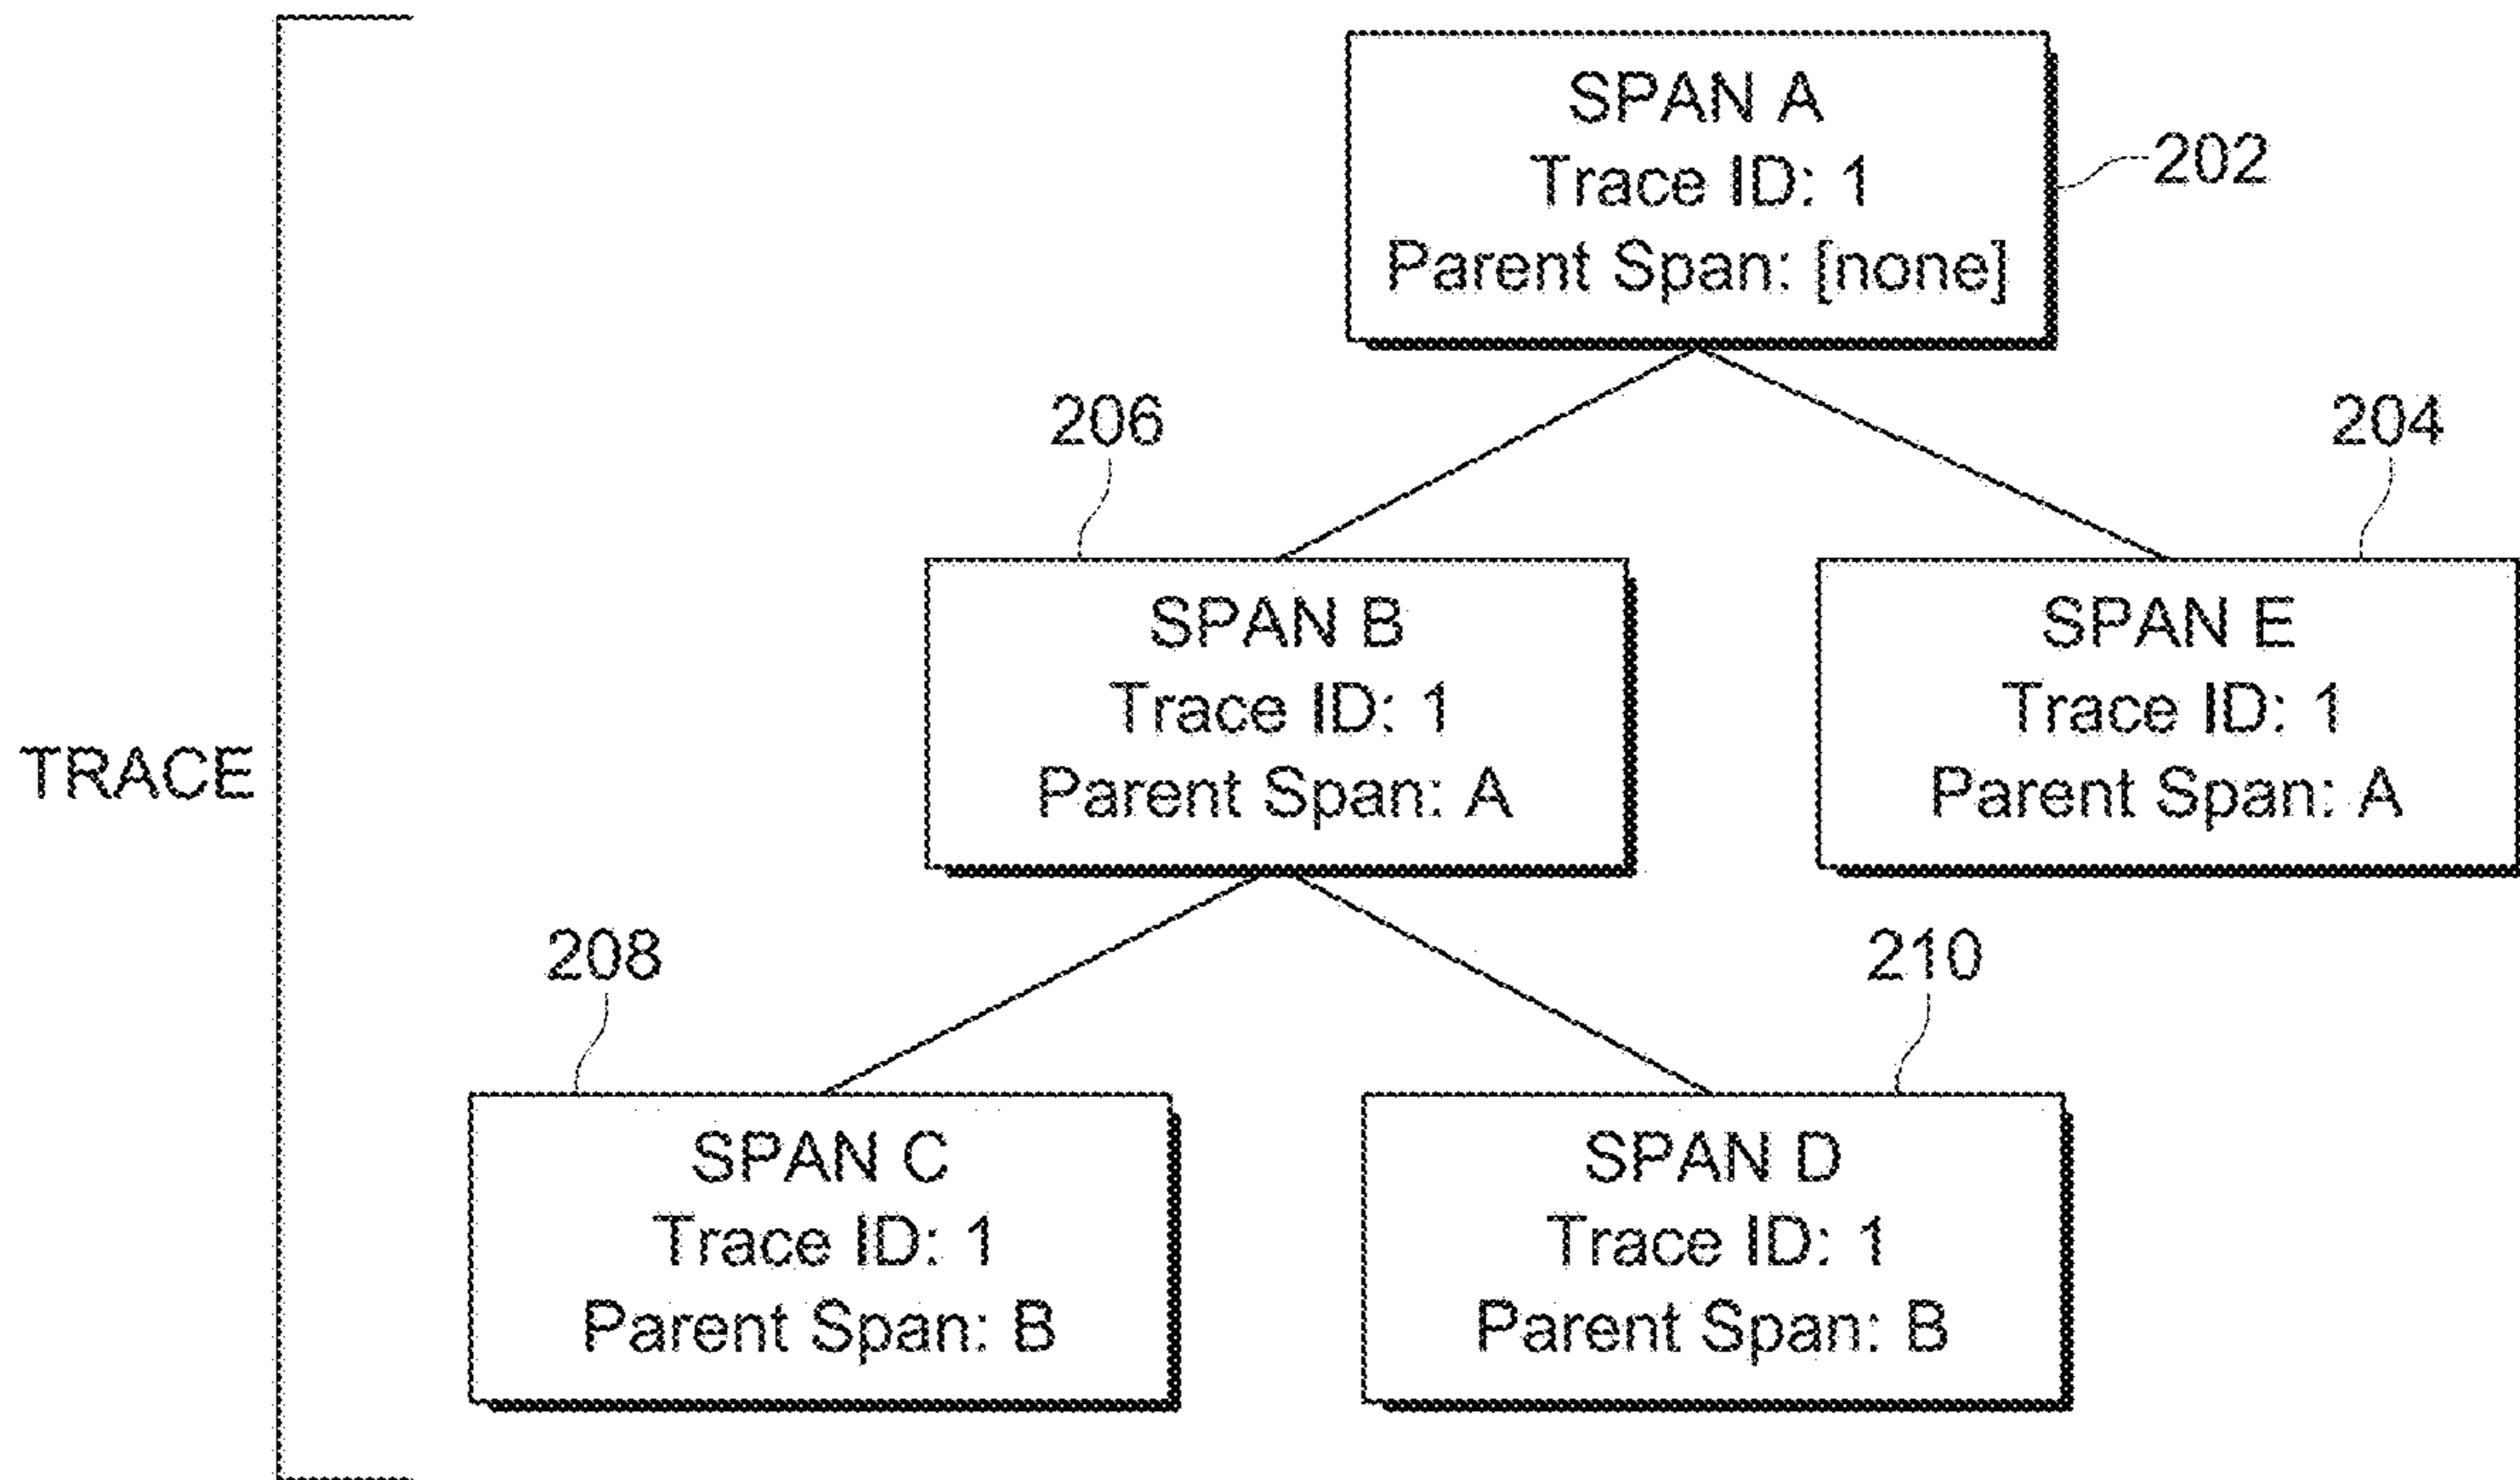 SPAN A
Trace ID: 1
Parent Span: [none]
202
206
204
SPAN B
Trace ID: 1
Parent Span: A
SPAN E
Trace ID: 1
Parent Span: A
TRACE
208
210
SPAN C
Trace ID: 1
Parent Span: B
SPAN D
Trace ID: 1
Parent Span: B